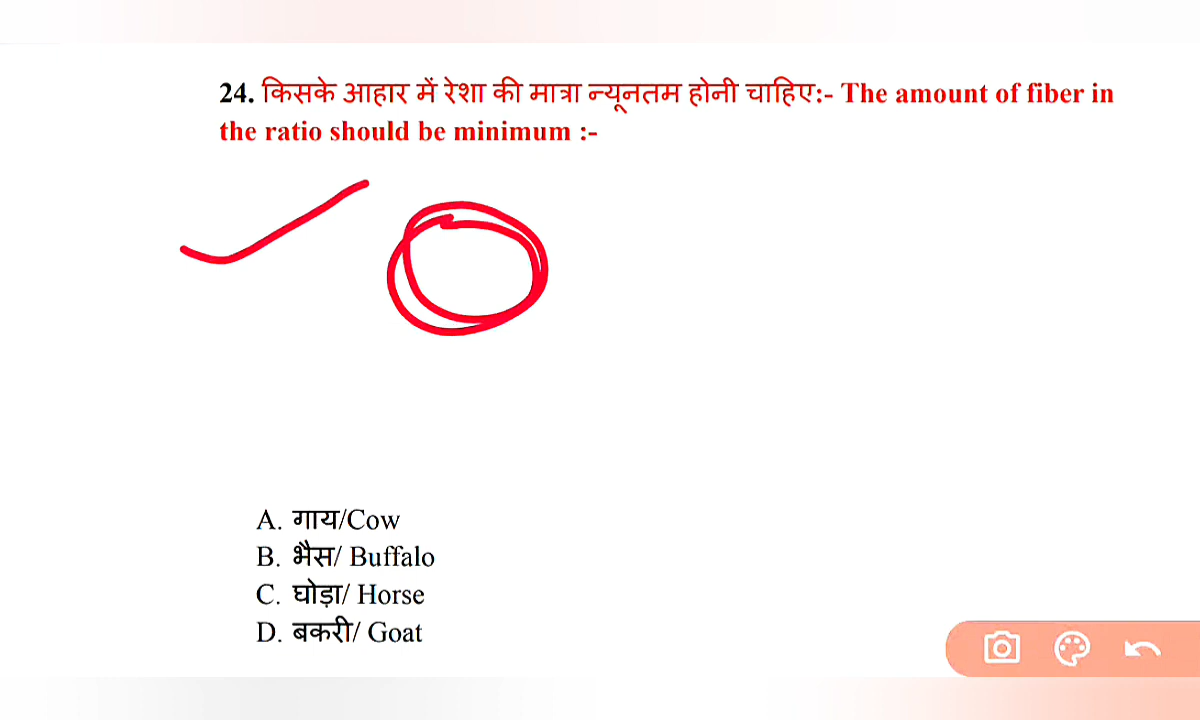 24. किसके आहार में रेशा की मात्रा न्यूनतम होनी चाहिए:- The amount of fiber in
the ratio should be minimum :-
A. गाय/Cow
B. भैस/ Buffalo
C. घोड़ा/ Horse
D. बकरी/ Goat